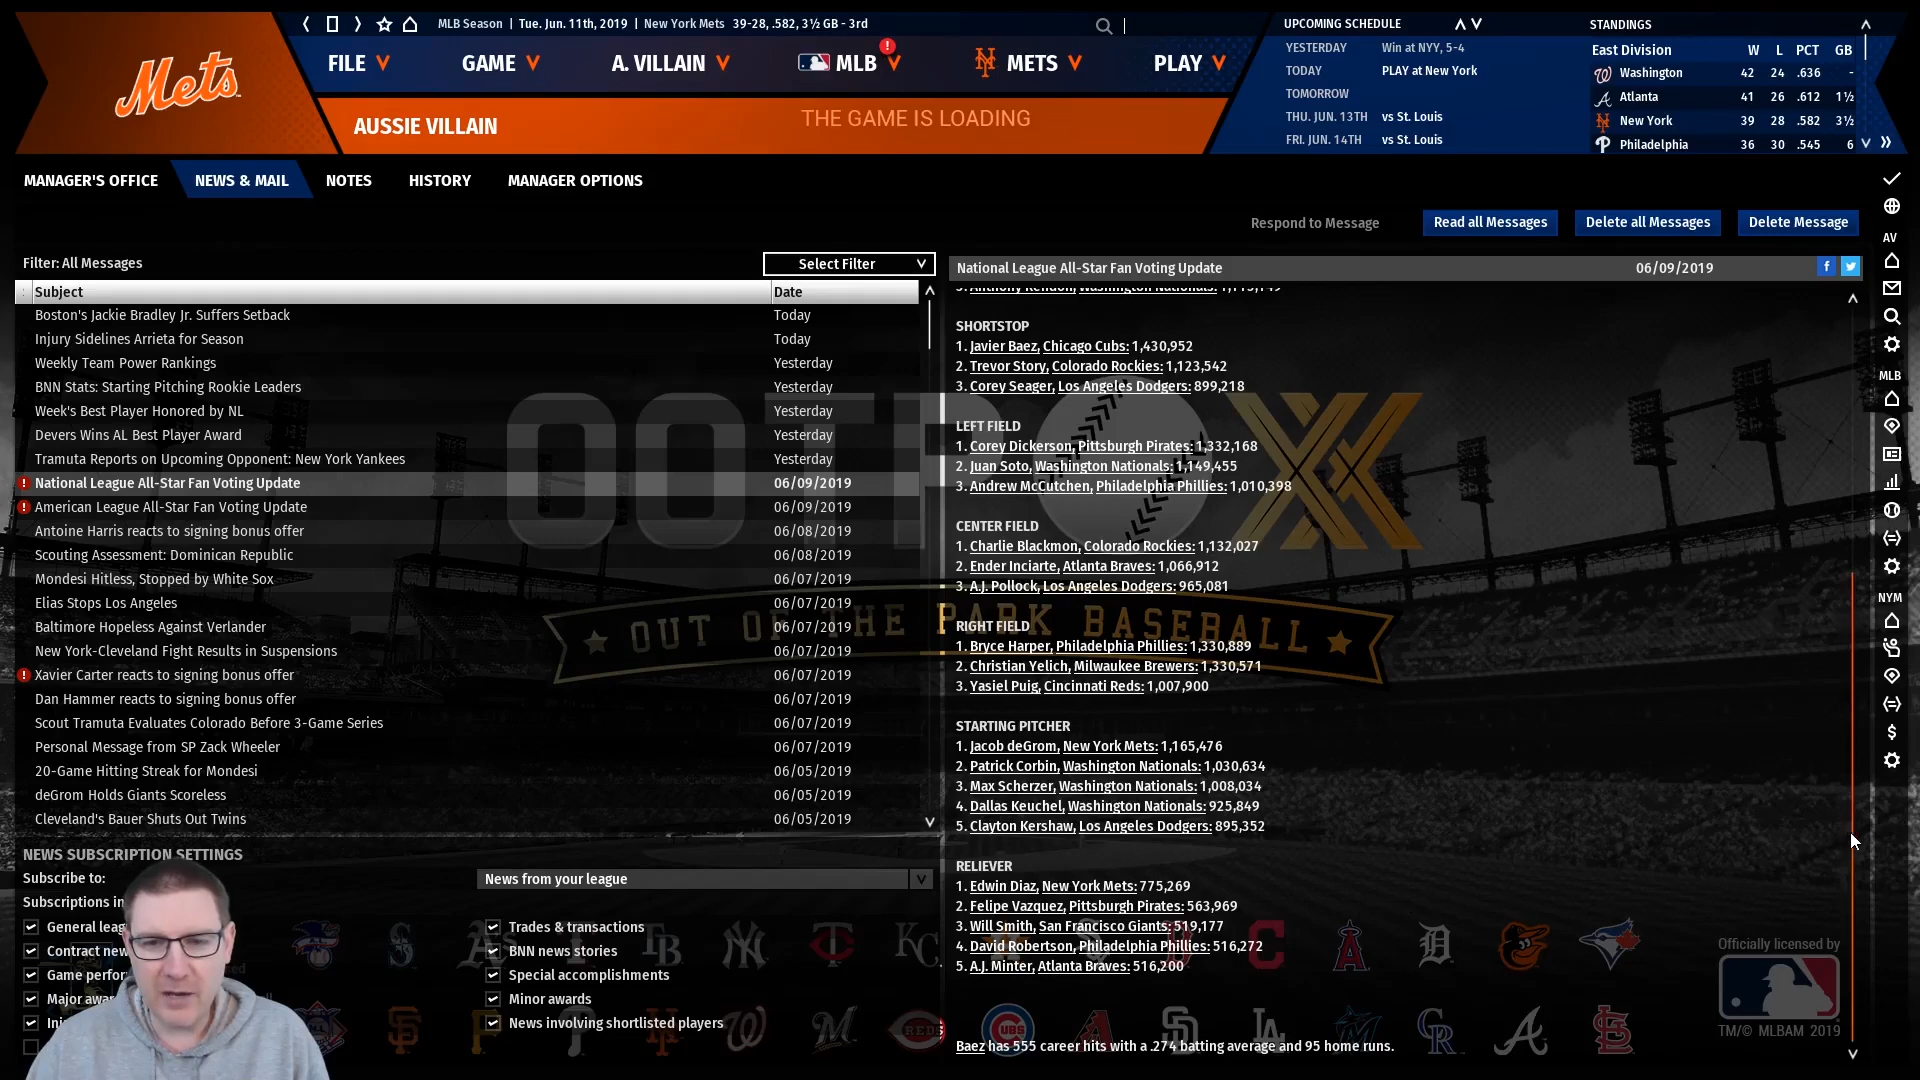 MLB Season | Tue. Jun. 11th, 2019 | New York Mets 39-28, .582, 3½ GB - 3rd
Mets
FILE
GAME
A. VILLAIN
MLB
METS
PLAY
AUSSIE VILLAIN
THE GAME IS LOADING
UPCOMING SCHEDULE
YESTERDAY Win at NYY, 5-4
TODAY PLAY at New York
TOMORROW
THU. JUN. 13TH vs St. Louis
FRI. JUN. 14TH vs St. Louis
STANDINGS
East Division W L PCT GB
Washington 42 24 .636 -
Atlanta 41 26 .612 1½
New York 39 28 .582 3½
Philadelphia 36 30 .545 6
MANAGER'S OFFICE
NEWS & MAIL
NOTES
HISTORY
MANAGER OPTIONS
Respond to Message
Read all Messages
Delete all Messages
Delete Message
Filter: All Messages
Select Filter
Subject Date
Boston's Jackie Bradley Jr. Suffers Setback Today
Injury Sidelines Arrieta for Season Today
Weekly Team Power Rankings Yesterday
BNN Stats: Starting Pitching Rookie Leaders Yesterday
Week's Best Player Honored by NL Yesterday
Devers Wins AL Best Player Award Yesterday
Tramuta Reports on Upcoming Opponent: New York Yankees Yesterday
National League All-Star Fan Voting Update 06/09/2019
American League All-Star Fan Voting Update 06/09/2019
Antoine Harris reacts to signing bonus offer 06/08/2019
Scouting Assessment: Dominican Republic 06/08/2019
Mondesi Hitless, Stopped by White Sox 06/07/2019
Elias Stops Los Angeles 06/07/2019
Baltimore Hopeless Against Verlander 06/07/2019
New York-Cleveland Fight Results in Suspensions 06/07/2019
Xavier Carter reacts to signing bonus offer 06/07/2019
Dan Hammer reacts to signing bonus offer 06/07/2019
Scout Tramuta Evaluates Colorado Before 3-Game Series 06/07/2019
Personal Message from SP Zack Wheeler 06/07/2019
20-Game Hitting Streak for Mondesi 06/05/2019
deGrom Holds Giants Scoreless 06/05/2019
Cleveland's Bauer Shuts Out Twins 06/05/2019
NEWS SUBSCRIPTION SETTINGS
Subscribe to: News from your league
Subscriptions in
General leag
Contract new
Game perfor
Major awar
Inj
Trades & transactions
BNN news stories
Special accomplishments
Minor awards
News involving shortlisted players
National League All-Star Fan Voting Update 06/09/2019
3. Anthony Rendon, Washington Nationals:
SHORTSTOP
1. Javier Baez, Chicago Cubs: 1,430,952
2. Trevor Story, Colorado Rockies: 1,123,542
3. Corey Seager, Los Angeles Dodgers: 899,218
LEFT FIELD
1. Corey Dickerson, Pittsburgh Pirates: 1,332,168
2. Juan Soto, Washington Nationals: 1,149,455
3. Andrew McCutchen, Philadelphia Phillies: 1,010,398
CENTER FIELD
1. Charlie Blackmon, Colorado Rockies: 1,132,027
2. Ender Inciarte, Atlanta Braves: 1,066,912
3. A.J. Pollock, Los Angeles Dodgers: 965,081
RIGHT FIELD
1. Bryce Harper, Philadelphia Phillies: 1,330,889
2. Christian Yelich, Milwaukee Brewers: 1,330,571
3. Yasiel Puig, Cincinnati Reds: 1,007,900
STARTING PITCHER
1. Jacob deGrom, New York Mets: 1,165,476
2. Patrick Corbin, Washington Nationals: 1,030,634
3. Max Scherzer, Washington Nationals: 1,008,034
4. Dallas Keuchel, Washington Nationals: 925,849
5. Clayton Kershaw, Los Angeles Dodgers: 895,352
RELIEVER
1. Edwin Diaz, New York Mets: 775,269
2. Felipe Vazquez, Pittsburgh Pirates: 563,969
3. Will Smith, San Francisco Giants: 519,177
4. David Robertson, Philadelphia Phillies: 516,272
5. A.J. Minter, Atlanta Braves: 516,200
Baez has 555 career hits with a .274 batting average and 95 home runs.
OOTP XX
OUT OF THE PARK BASEBALL
Officially licensed by
TM/© MLBAM 2019
AV
MLB
NYM